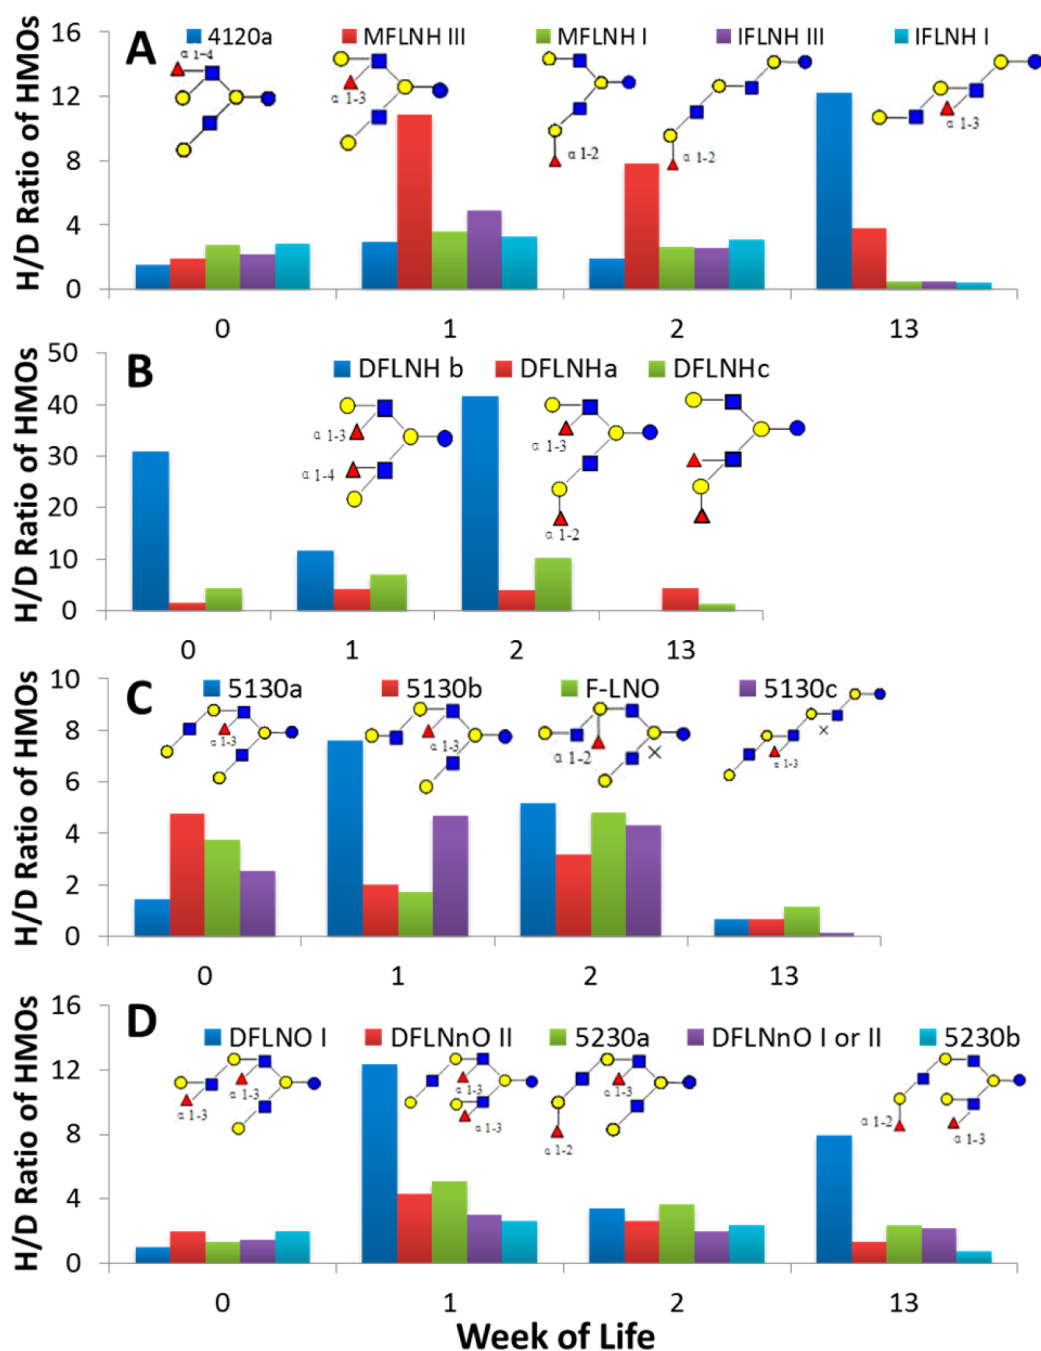 A
4120a MFLNH III MFLNH I IFLNH III IFLNH I
α 1-4
α 1-3
α 1-2
α 1-2
α 1-3
H/D Ratio of HMOs
16
12
8
4
0
0 1 2 13
B
DFLNH b DFLNHa DFLNHc
α 1-3
α 1-4
α 1-3
α 1-2
H/D Ratio of HMOs
50
40
30
20
10
0
0 1 2 13
C
5130a 5130b F-LNO 5130c
α 1-3
α 1-3
α 1-2
α 1-3
H/D Ratio of HMOs
10
8
6
4
2
0
0 1 2 13
D
DFLNO I DFLNnO II 5230a DFLNnO I or II 5230b
α 1-3
α 1-3
α 1-3
α 1-3
α 1-3
α 1-2
α 1-2
α 1-3
H/D Ratio of HMOs
16
12
8
4
0
0 1 2 13
Week of Life